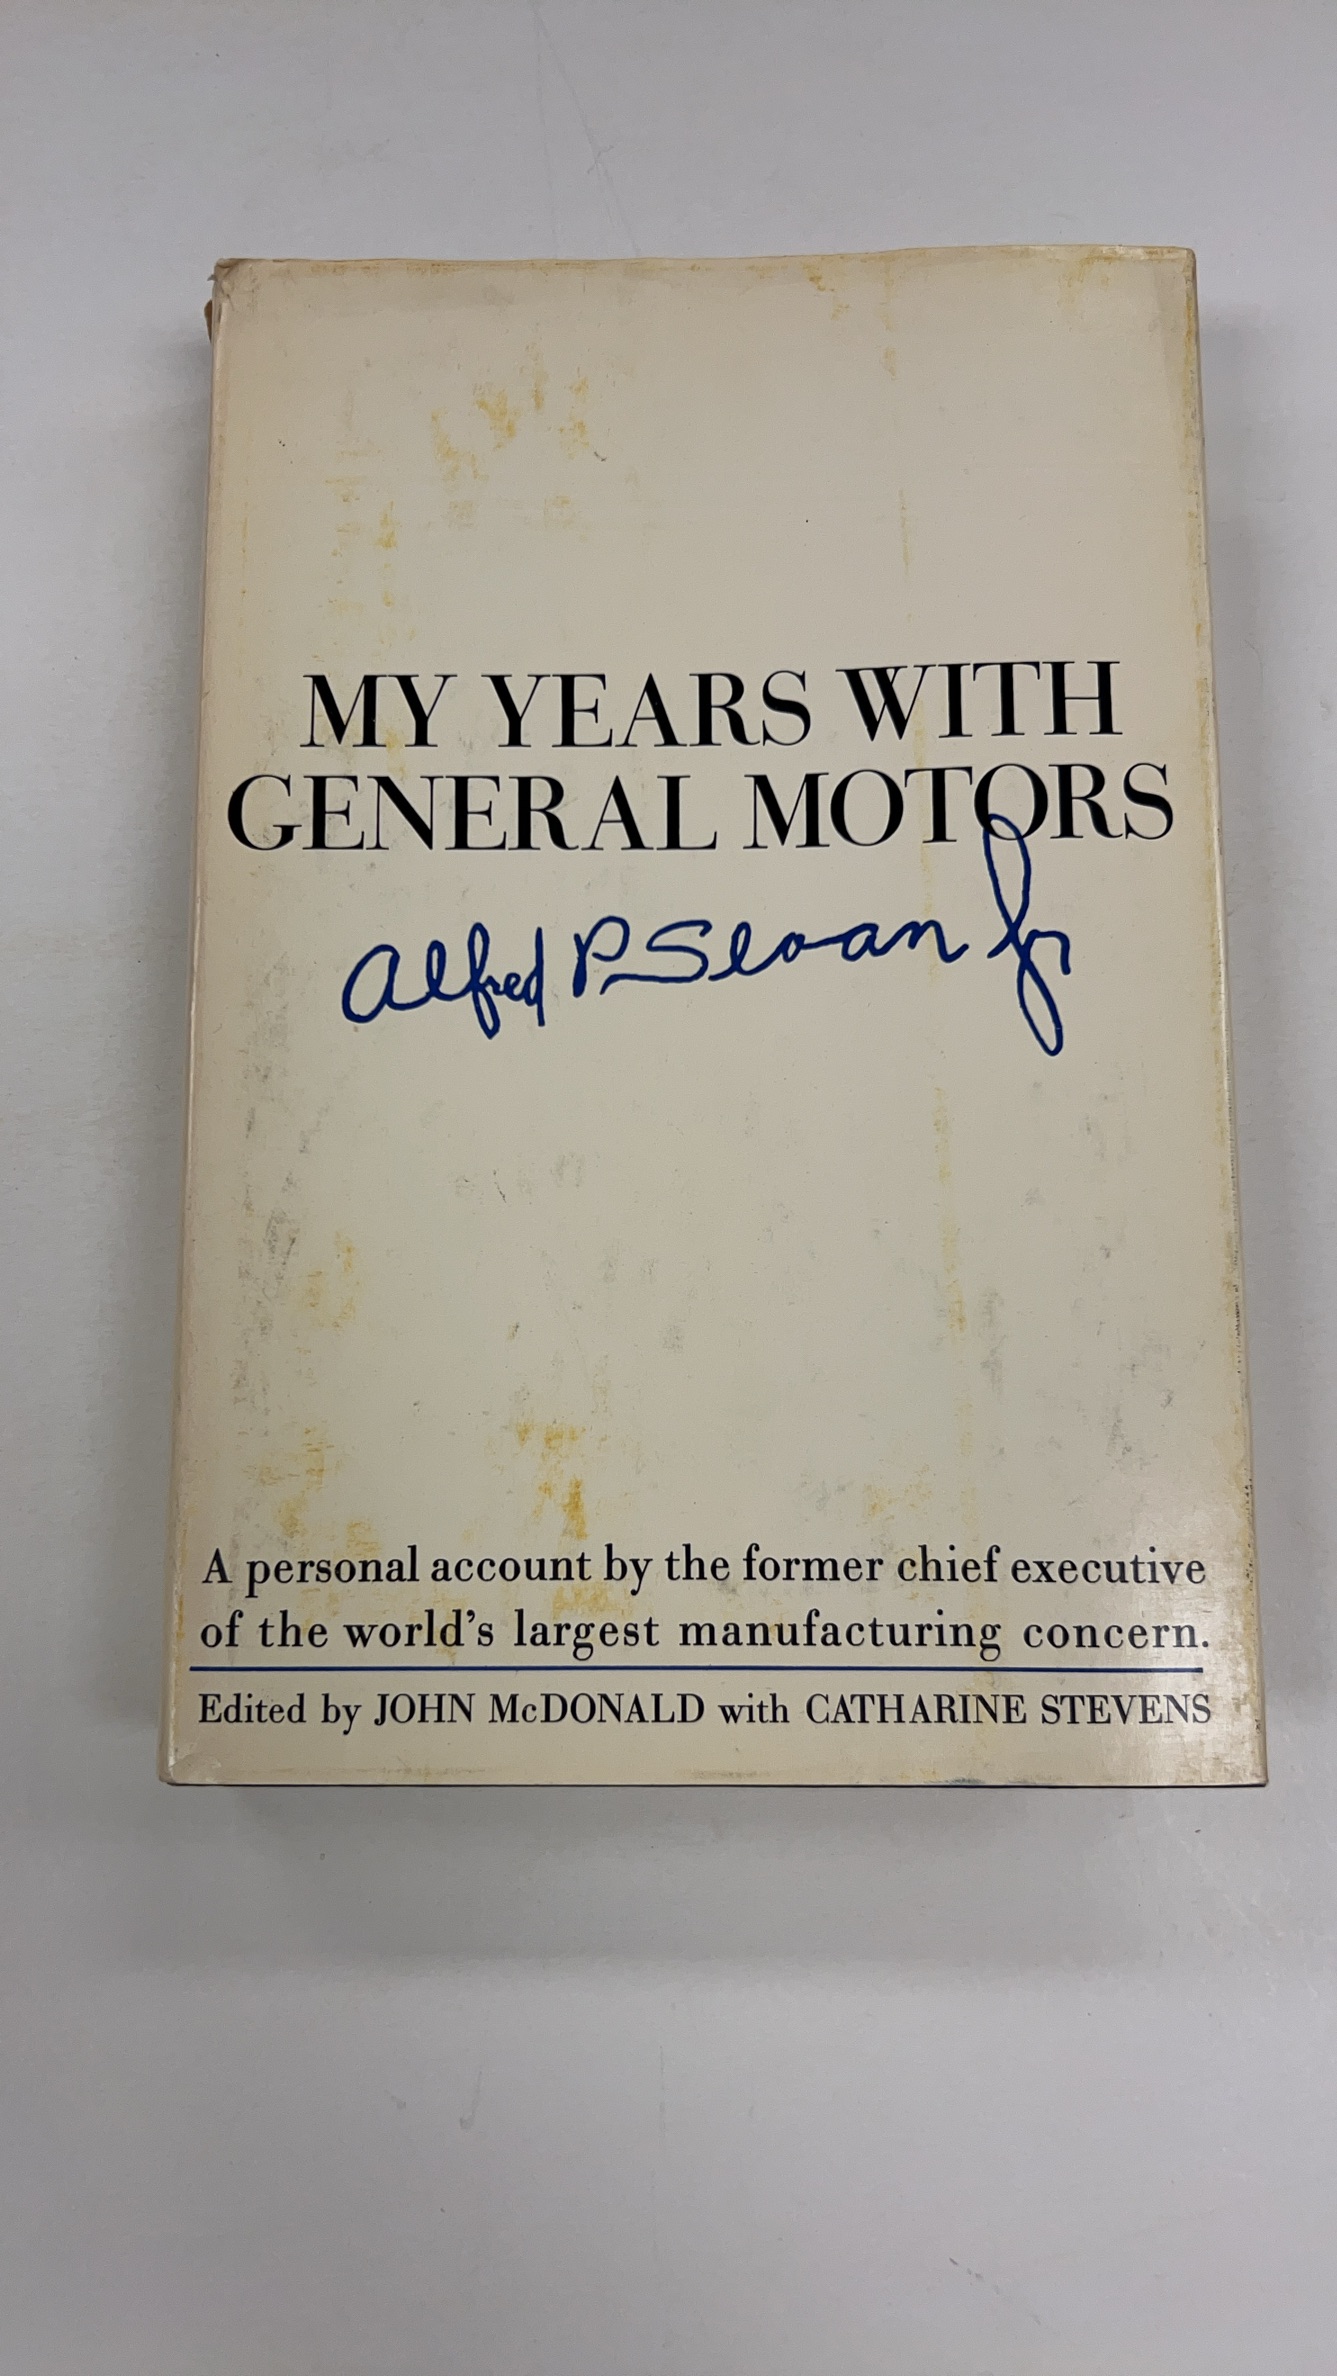 MY YEARS WITH
GENERAL MOTORS
Alfred P. Sloan Jr
A personal account by the former chief executive
of the world's largest manufacturing concern.
Edited by JOHN McDONALD with CATHARINE STEVENS